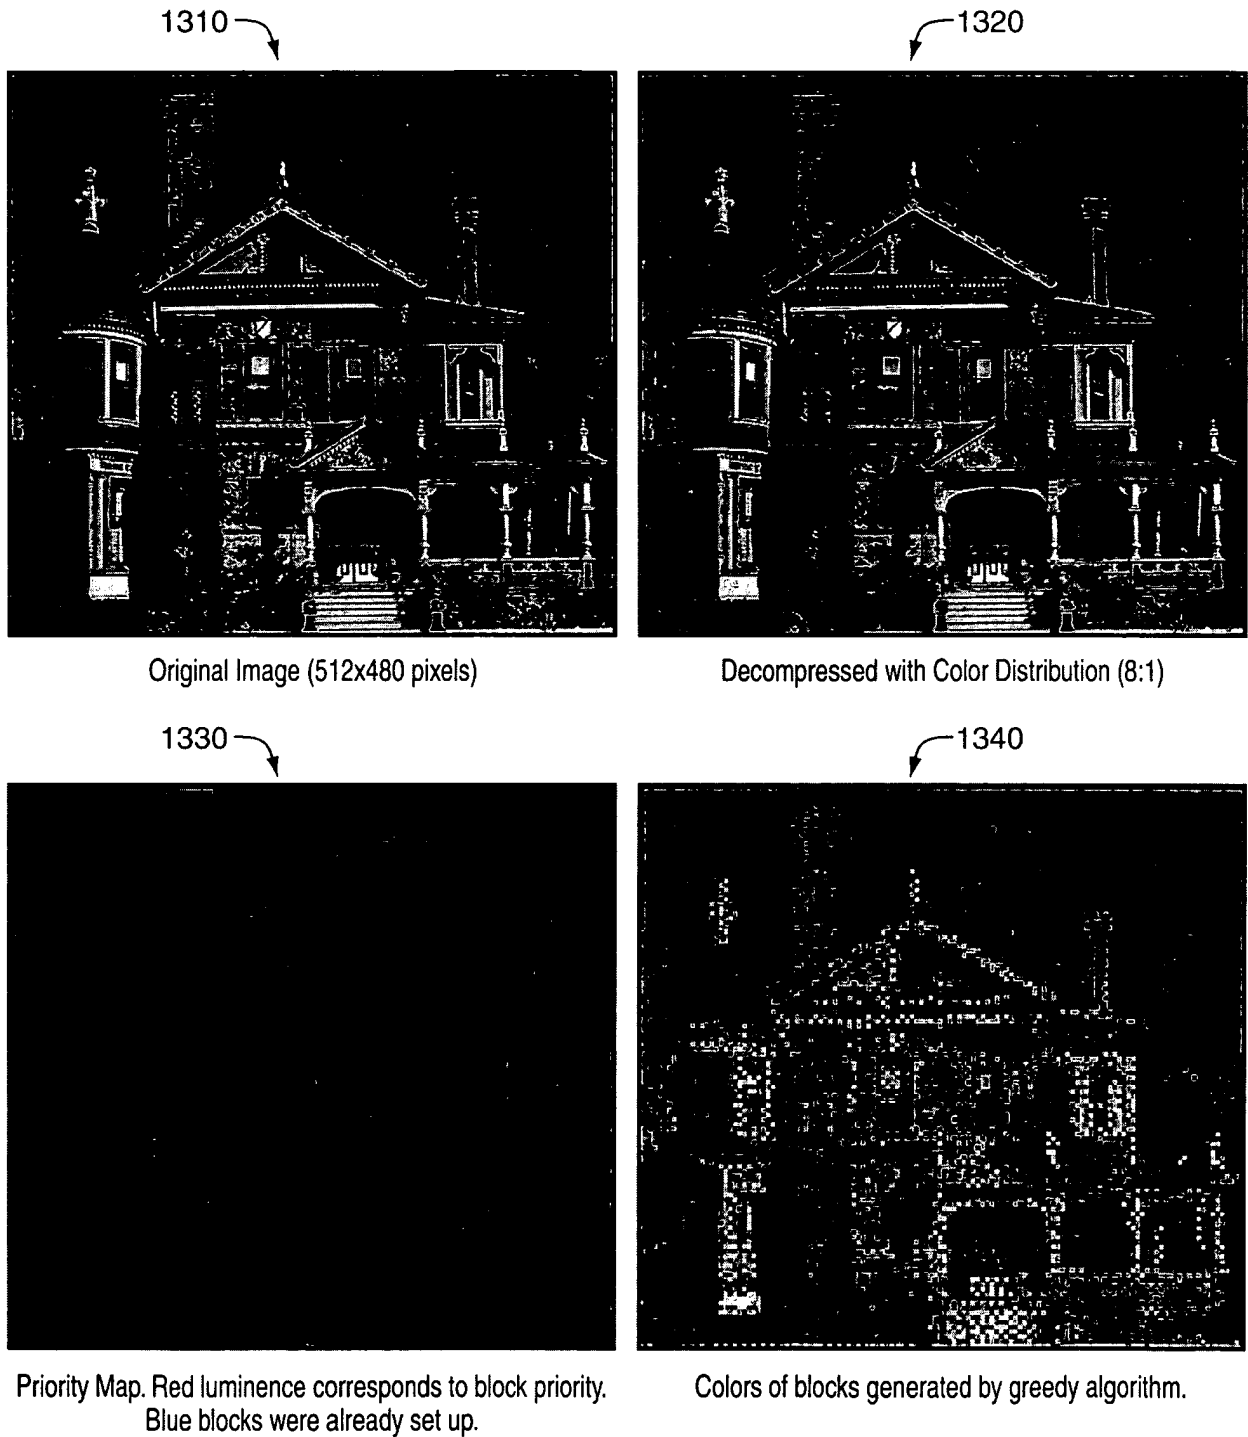 1310
1320
Original Image (512x480 pixels)
Decompressed with Color Distribution (8:1)
1330
1340
Priority Map. Red luminence corresponds to block priority.
Blue blocks were already set up.
Colors of blocks generated by greedy algorithm.